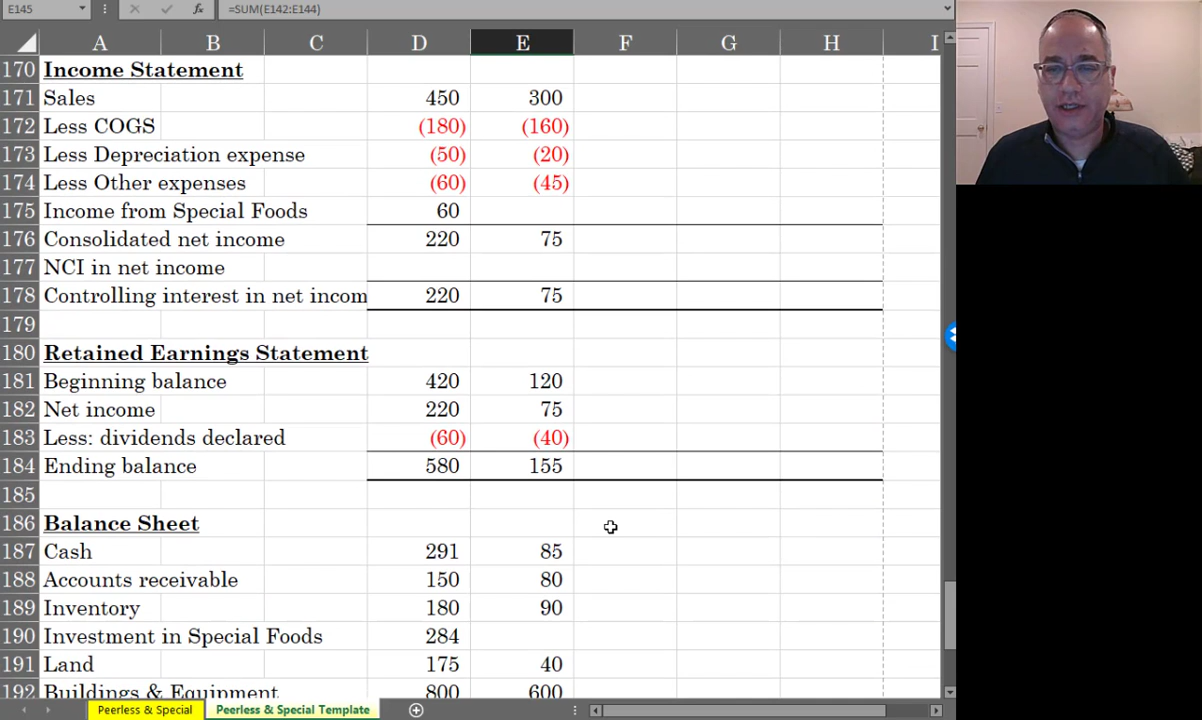 E145 fx =SUM(E142:E144)
A B C D E F G H I
170 Income Statement
171 Sales 450 300
172 Less COGS (180) (160)
173 Less Depreciation expense (50) (20)
174 Less Other expenses (60) (45)
175 Income from Special Foods 60
176 Consolidated net income 220 75
177 NCI in net income
178 Controlling interest in net incom 220 75
179
180 Retained Earnings Statement
181 Beginning balance 420 120
182 Net income 220 75
183 Less: dividends declared (60) (40)
184 Ending balance 580 155
185
186 Balance Sheet
187 Cash 291 85
188 Accounts receivable 150 80
189 Inventory 180 90
190 Investment in Special Foods 284
191 Land 175 40
192 Buildings & Equipment 800 600
Peerless & Special Peerless & Special Template